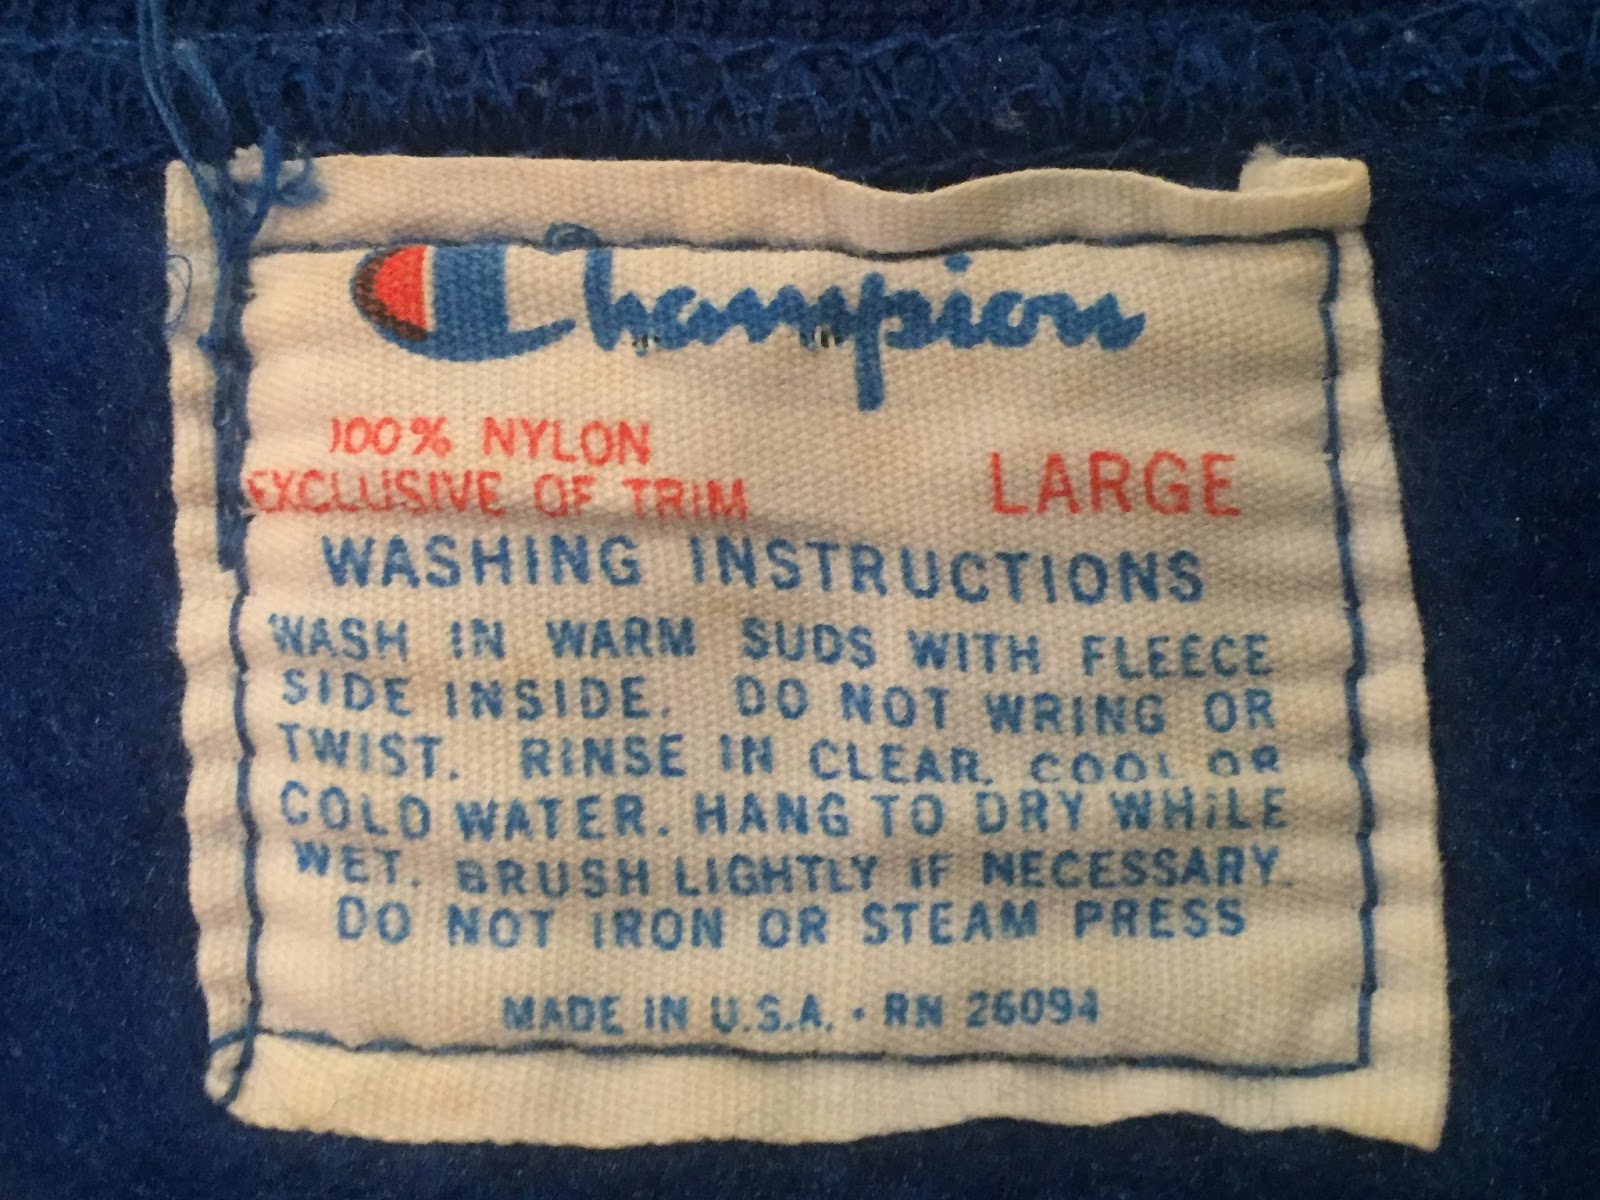 Champion
100% NYLON
EXCLUSIVE OF TRIM
LARGE
WASHING INSTRUCTIONS
WASH IN WARM SUDS WITH FLEECE
SIDE INSIDE. DO NOT WRING OR
TWIST. RINSE IN CLEAR, COOL OR
COLD WATER. HANG TO DRY WHILE
WET. BRUSH LIGHTLY IF NECESSARY.
DO NOT IRON OR STEAM PRESS
MADE IN U.S.A. • RN 26094